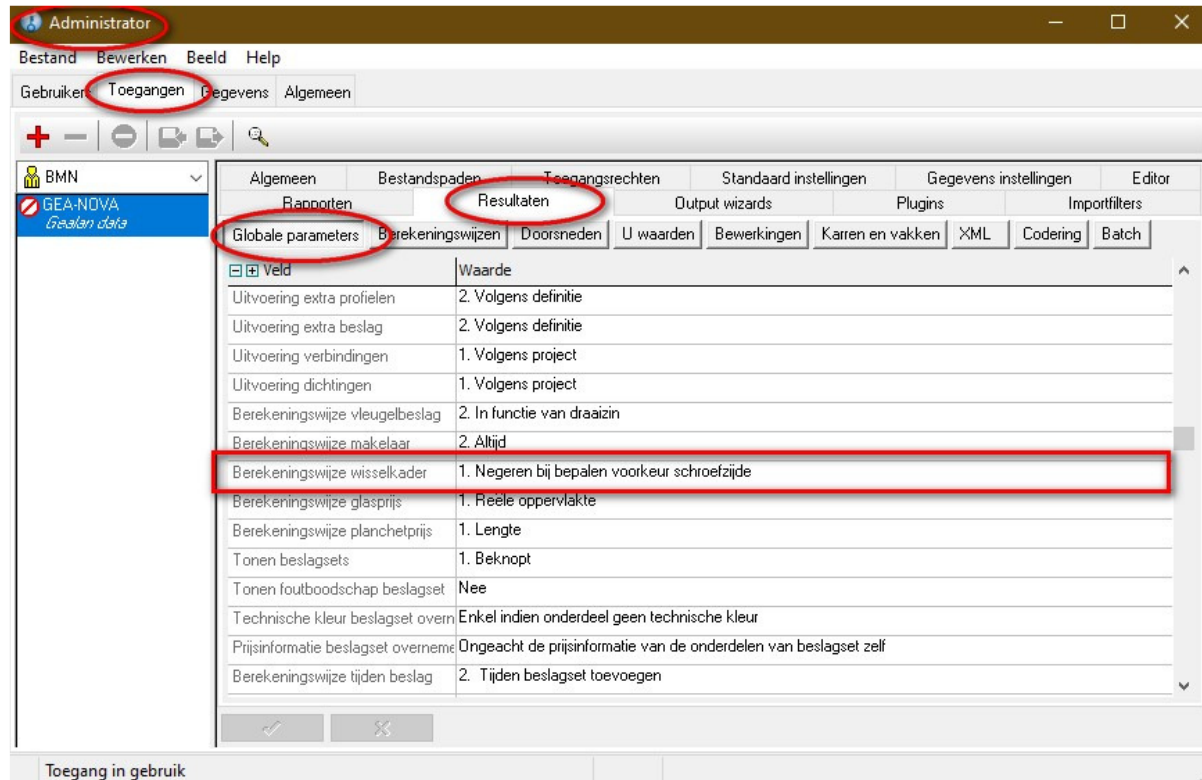 Administrator
Bestand Bewerken Beeld Help
Gebruikers Toegangen Gegevens Algemeen
BMN
GEA-NOVA
Gealan data
Algemeen Bestandspaden Toegangsrechten Standaard instellingen Gegevens instellingen Editor
Rapporten Resultaten Output wizards Plugins Importfilters
Globale parameters Berekeningswijzen Doorsneden U waarden Bewerkingen Karren en vakken XML Codering Batch
Veld Waarde
Uitvoering extra profielen 2. Volgens definitie
Uitvoering extra beslag 2. Volgens definitie
Uitvoering verbindingen 1. Volgens project
Uitvoering dichtingen 1. Volgens project
Berekeningswijze vleugelbeslag 2. In functie van draaizin
Berekeningswijze makelaar 2. Altijd
Berekeningswijze wisselkader 1. Negeren bij bepalen voorkeur schroefzijde
Berekeningswijze glasprijs 1. Reële oppervlakte
Berekeningswijze planchetprijs 1. Lengte
Tonen beslagsets 1. Beknopt
Tonen foutboodschap beslagset Nee
Technische kleur beslagset overn Enkel indien onderdeel geen technische kleur
Prijsinformatie beslagset overneme Ongeacht de prijsinformatie van de onderdelen van beslagset zelf
Berekeningswijze tijden beslag 2. Tijden beslagset toevoegen
Toegang in gebruik